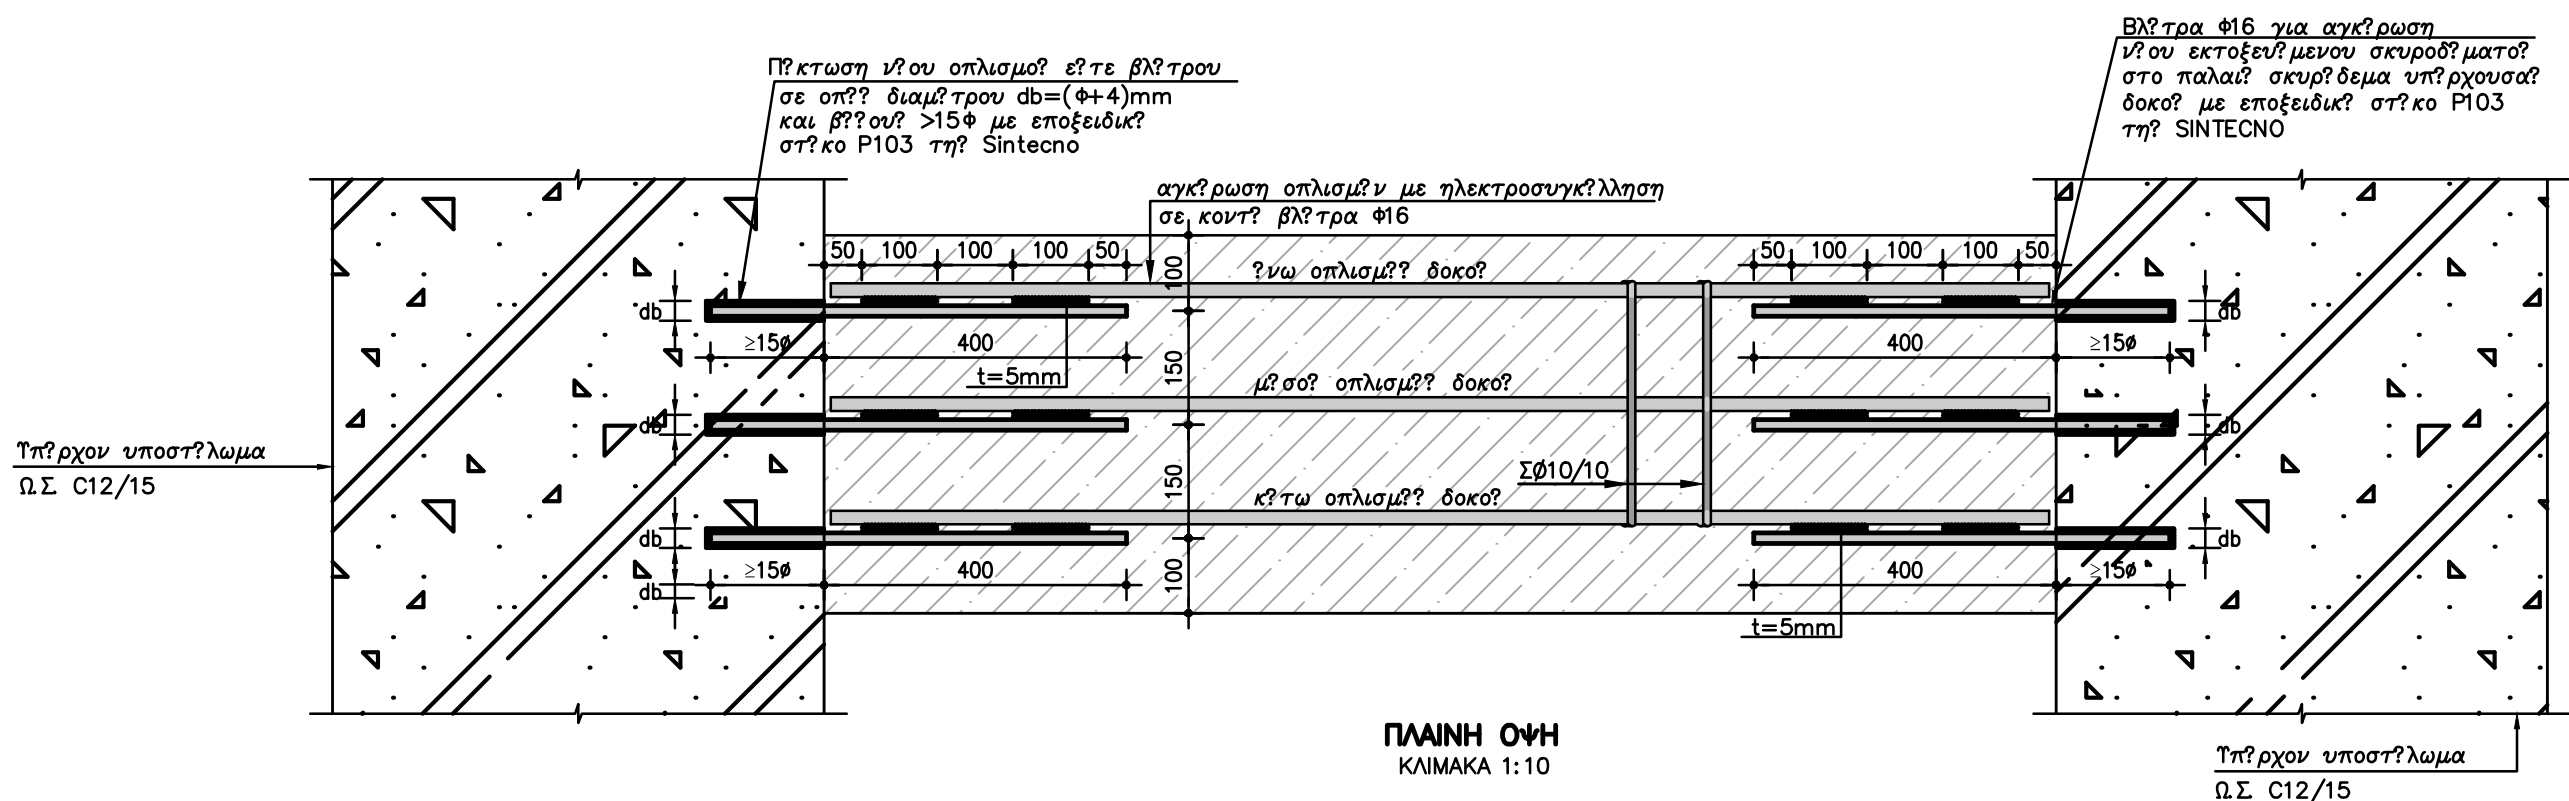 Π?κτωση ν?ου οπλισμο? ε?τε βλ?τρου
σε οπ?? διαμ?τρου db=(Φ+4)mm
και β??ου? >15Φ με εποξειδικ?
στ?κο P103 τη? Sintecno
Βλ?τρα Φ16 για αγκ?ρωση
ν?ου εκτοξευ?μενου σκυροδ?ματο?
στο παλαι? σκυρ?δεμα υπ?ρχουσα?
δοκο? με εποξειδικ? στ?κο P103
τη? SINTECNO
αγκ?ρωση οπλισμ?ν με ηλεκτροσυγκ?λληση
σε κοντ? βλ?τρα Φ16
50 100 100 100 50
100
?νω οπλισμ?? δοκο?
50 100 100 100 50
db
db
≥15φ 400
400 ≥15φ
t=5mm
150
μ?σο? οπλισμ?? δοκο?
db
db
Υπ?ρχον υποστ?λωμα
Ω.Σ. C12/15
150
ΣØ10/10
κ?τω οπλισμ?? δοκο?
db
db
≥15φ 400
100
400 ≥15φ
db
t=5mm
ΠΛΑΙΝΗ ΟΨΗ
ΚΛΙΜΑΚΑ 1:10
Υπ?ρχον υποστ?λωμα
Ω.Σ. C12/15